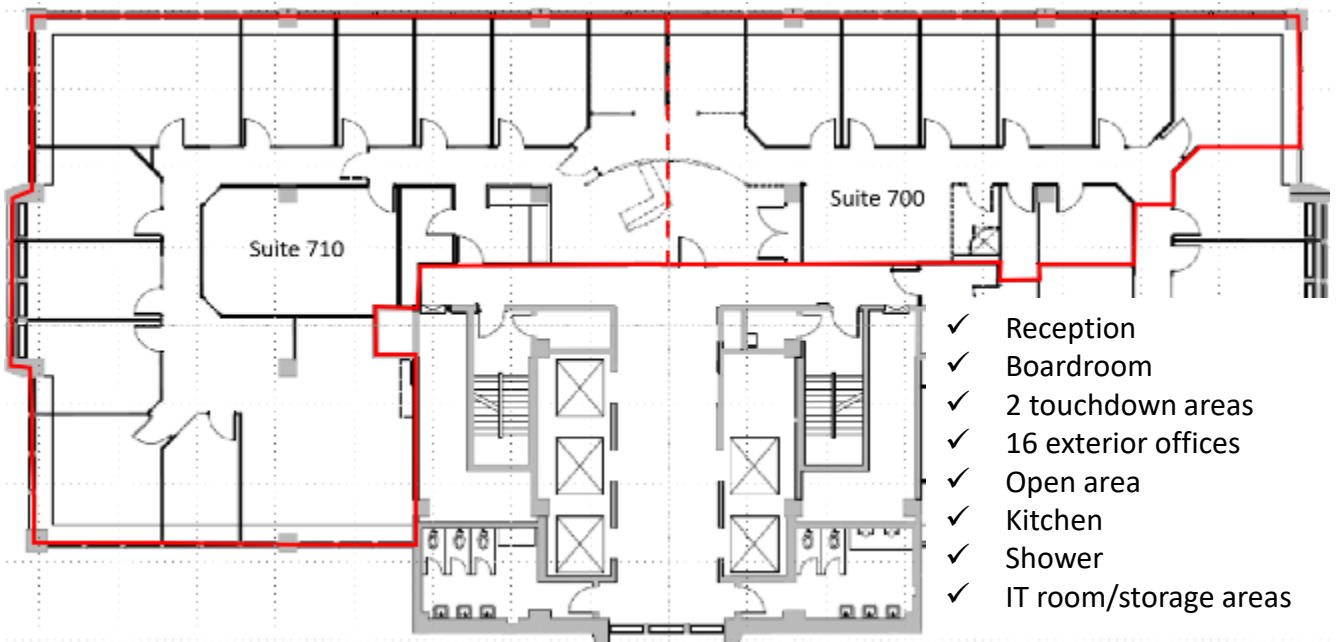 Suite 700
Suite 710
✓ Reception
✓ Boardroom
✓ 2 touchdown areas
✓ 16 exterior offices
✓ Open area
✓ Kitchen
✓ Shower
✓ IT room/storage areas